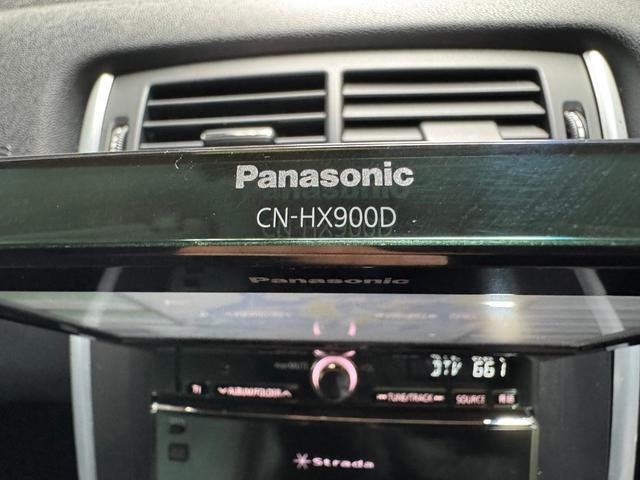 Panasonic
CN-HX900D
Panasonic
TUNE/TRACK SOURCE
Strada